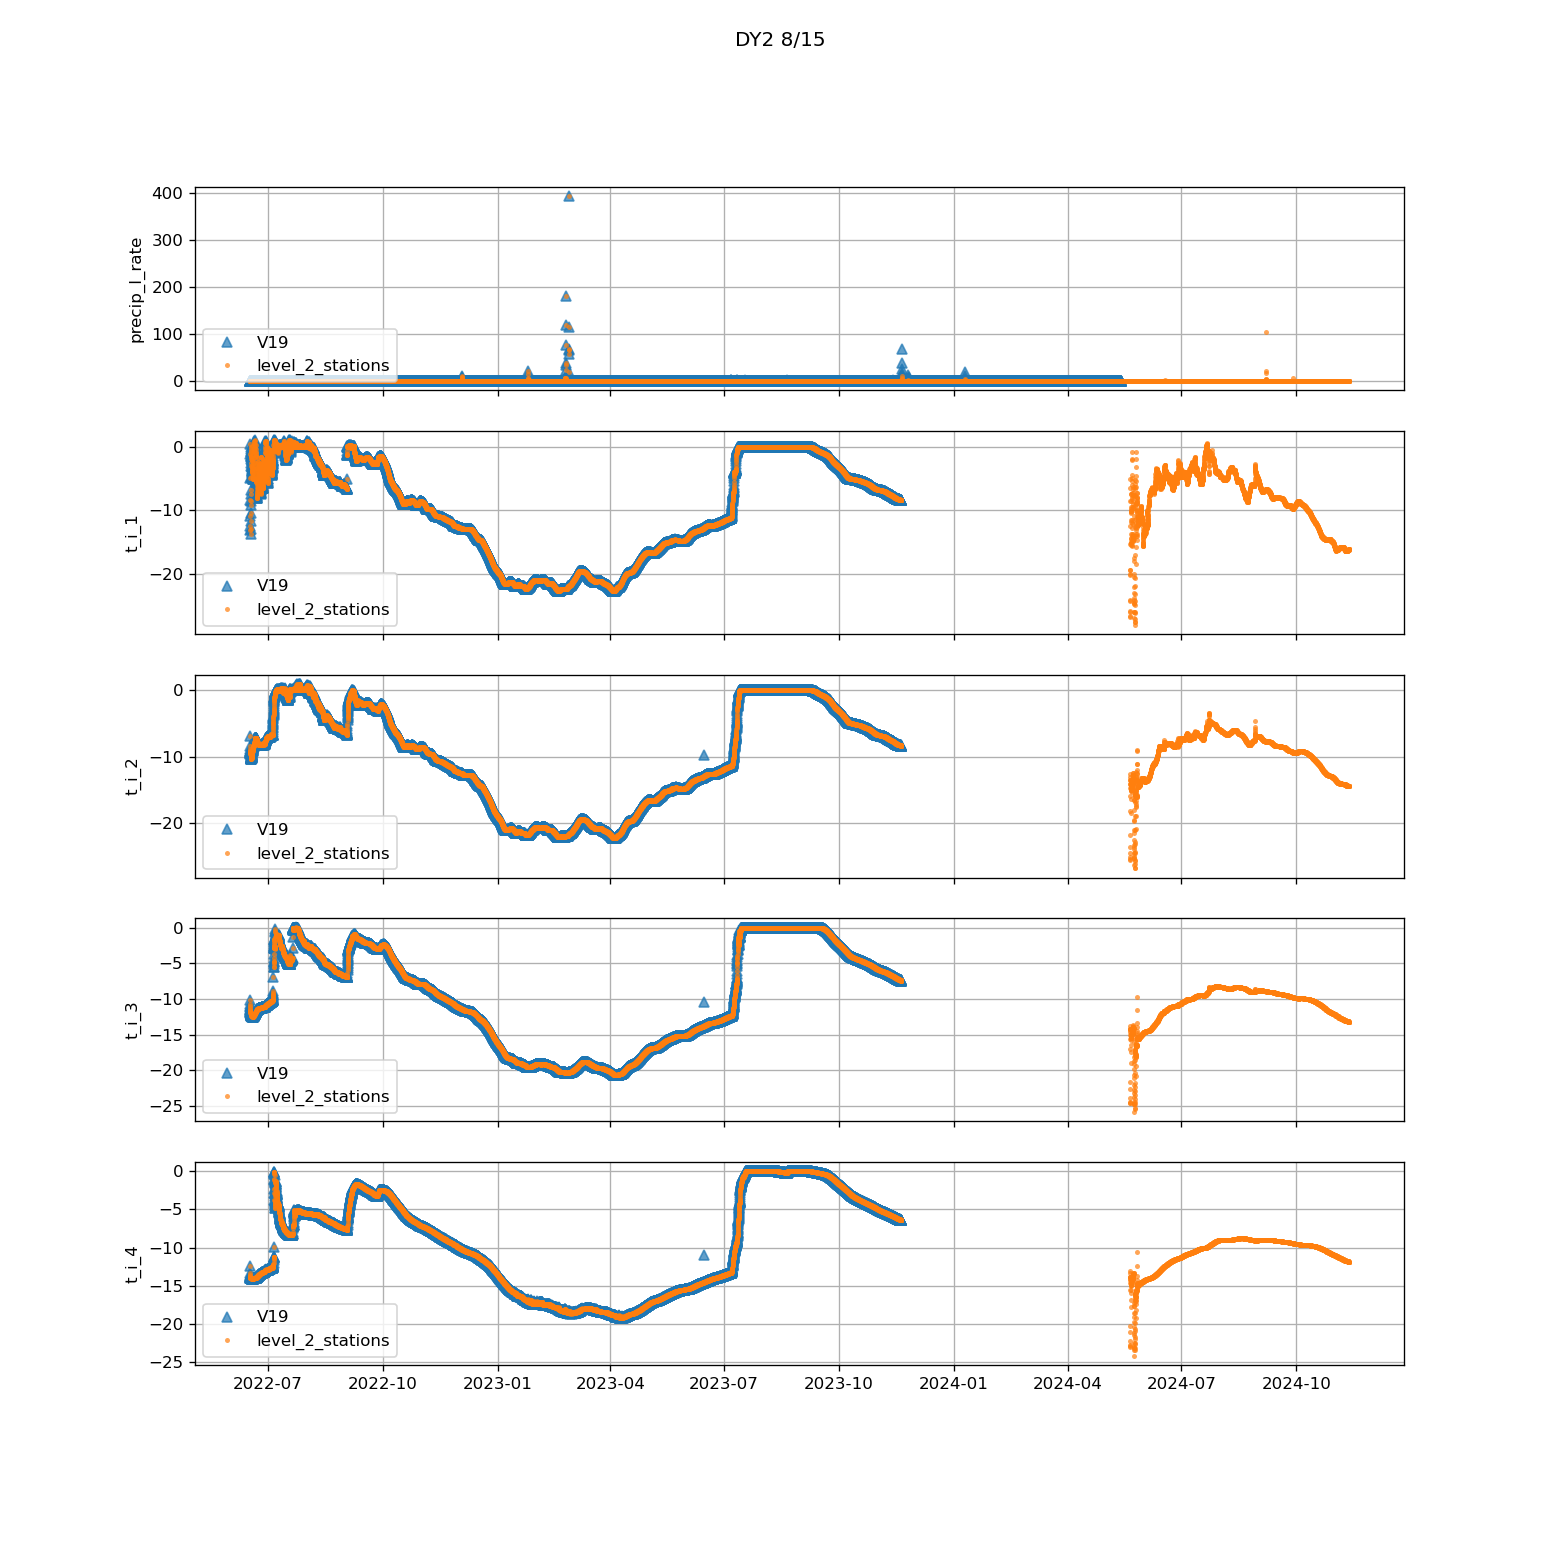 DY2 8/15
400
300
200
100
0
precip_l_rate
V19
level_2_stations
0
−10
−20
t_i_1
V19
level_2_stations
0
−10
−20
t_i_2
V19
level_2_stations
0
−5
−10
−15
−20
−25
t_i_3
V19
level_2_stations
0
−5
−10
−15
−20
−25
t_i_4
V19
level_2_stations
2022-07 2022-10 2023-01 2023-04 2023-07 2023-10 2024-01 2024-04 2024-07 2024-10